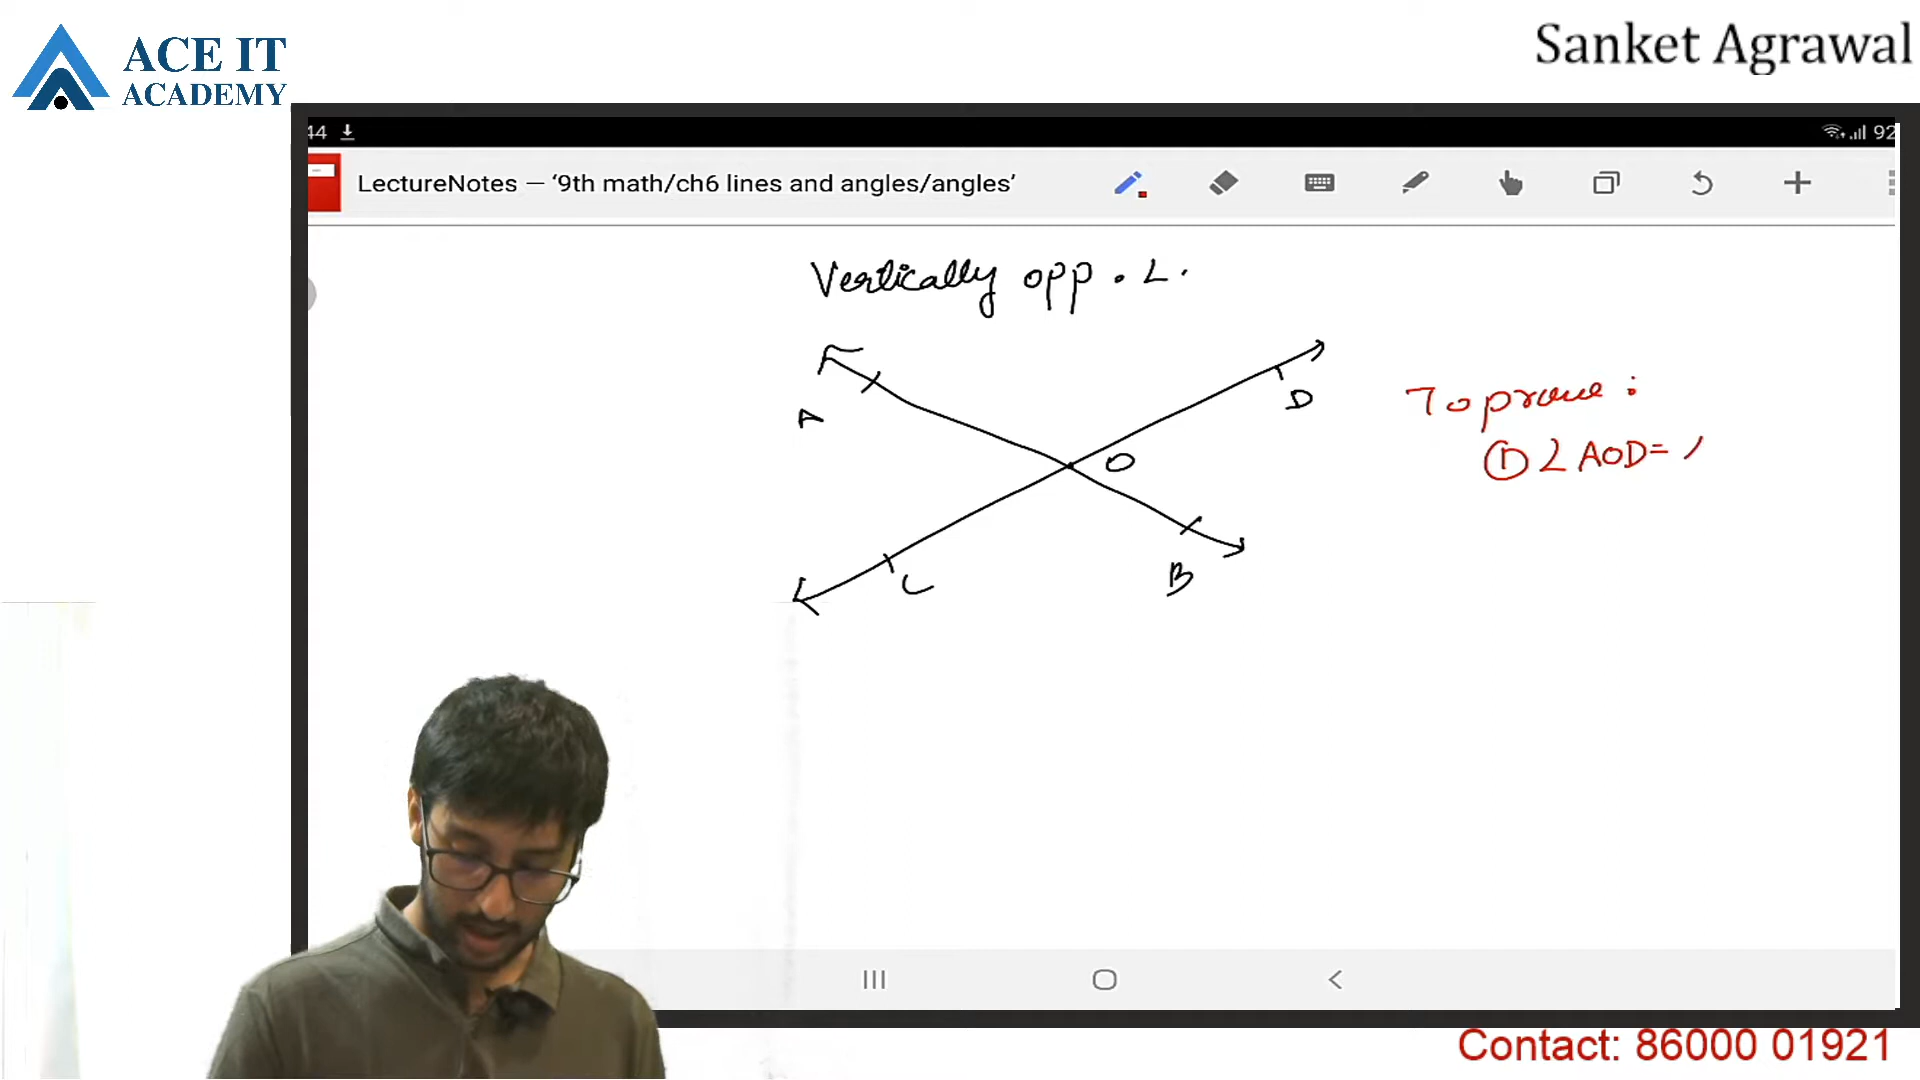 ACE IT
ACADEMY
Sanket Agrawal
44
92
LectureNotes — ‘9th math/ch6 lines and angles/angles’
Vertically opp. ∠.
A
D
O
C
B
To prove:
① ∠AOD=
Contact: 86000 01921